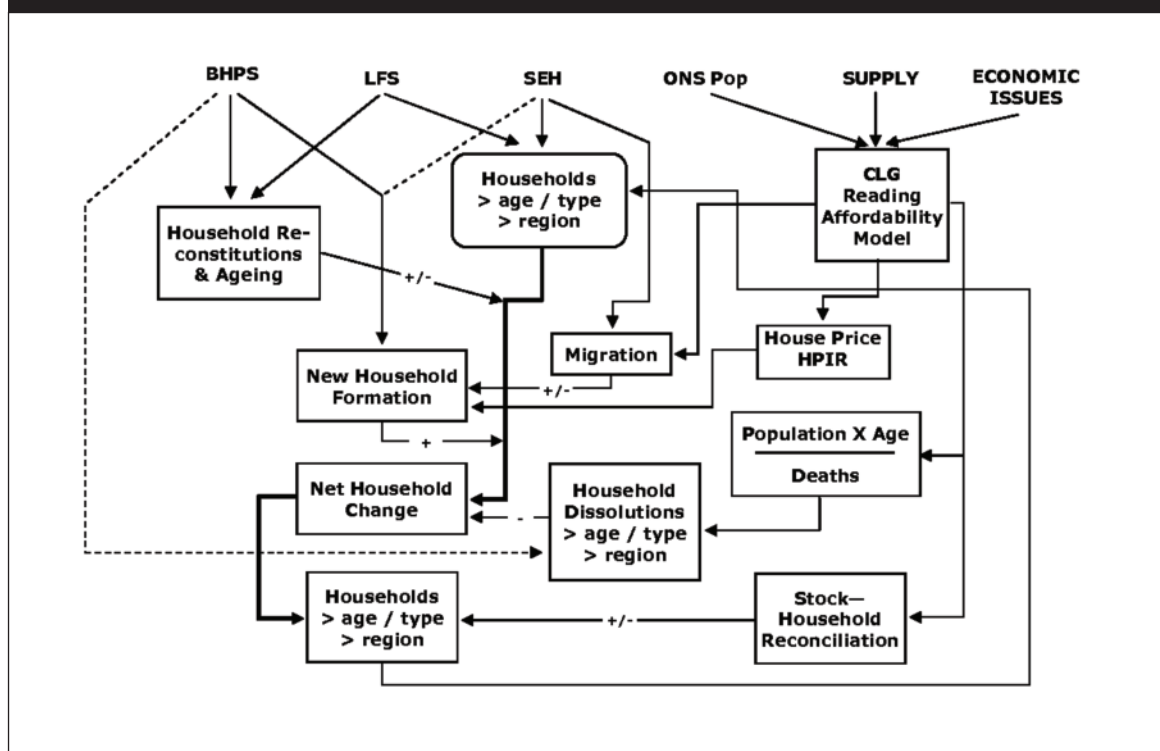 BHPS
LFS
SEH
ONS Pop
SUPPLY
ECONOMIC
ISSUES
Households
> age / type
> region
CLG
Reading
Affordability
Model
Household Re-
constitutions
& Ageing
+/-
Migration
House Price
HPIR
New Household
Formation
+/-
+
Population X Age
Deaths
Net Household
Change
-
Household
Dissolutions
> age / type
> region
Households
> age / type
> region
+/-
Stock—
Household
Reconciliation